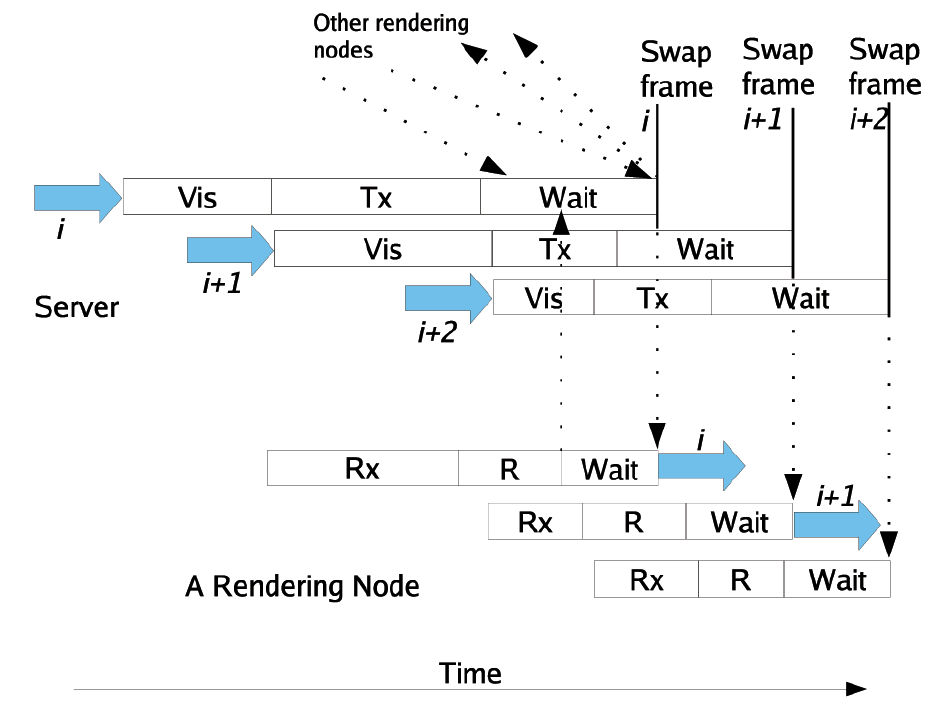 Other rendering
nodes
Swap
frame
i
Swap
frame
i+1
Swap
frame
i+2
Vis Tx Wait
i
Vis Tx Wait
i+1
Vis Tx Wait
i+2
Server
Rx R Wait
i
Rx R Wait
i+1
Rx R Wait
A Rendering Node
Time